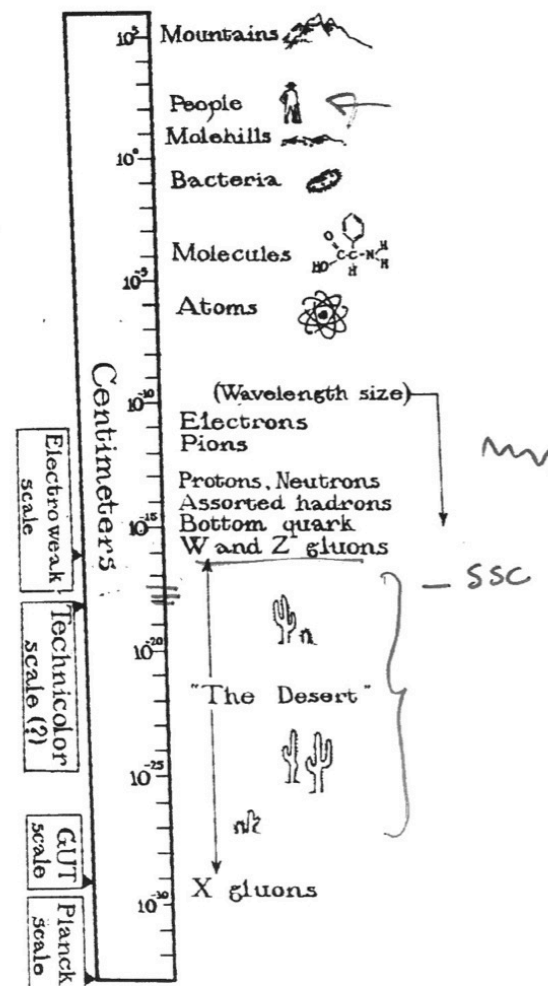 10⁵
Mountains
People
Molehills
10⁰
Bacteria
Molecules
O
C-C-N-H
HO
H
H
10⁻⁵
Atoms
Centimeters
10⁻¹⁰
(Wavelength size)
Electrons
Pions
Protons, Neutrons
Assorted hadrons
10⁻¹⁵
Bottom quark
W and Z gluons
Electroweak
scale
SSC
Technicolor
scale (?)
10⁻²⁰
"The Desert"
10⁻²⁵
GUT
scale
X gluons
10⁻³⁰
Planck
scale